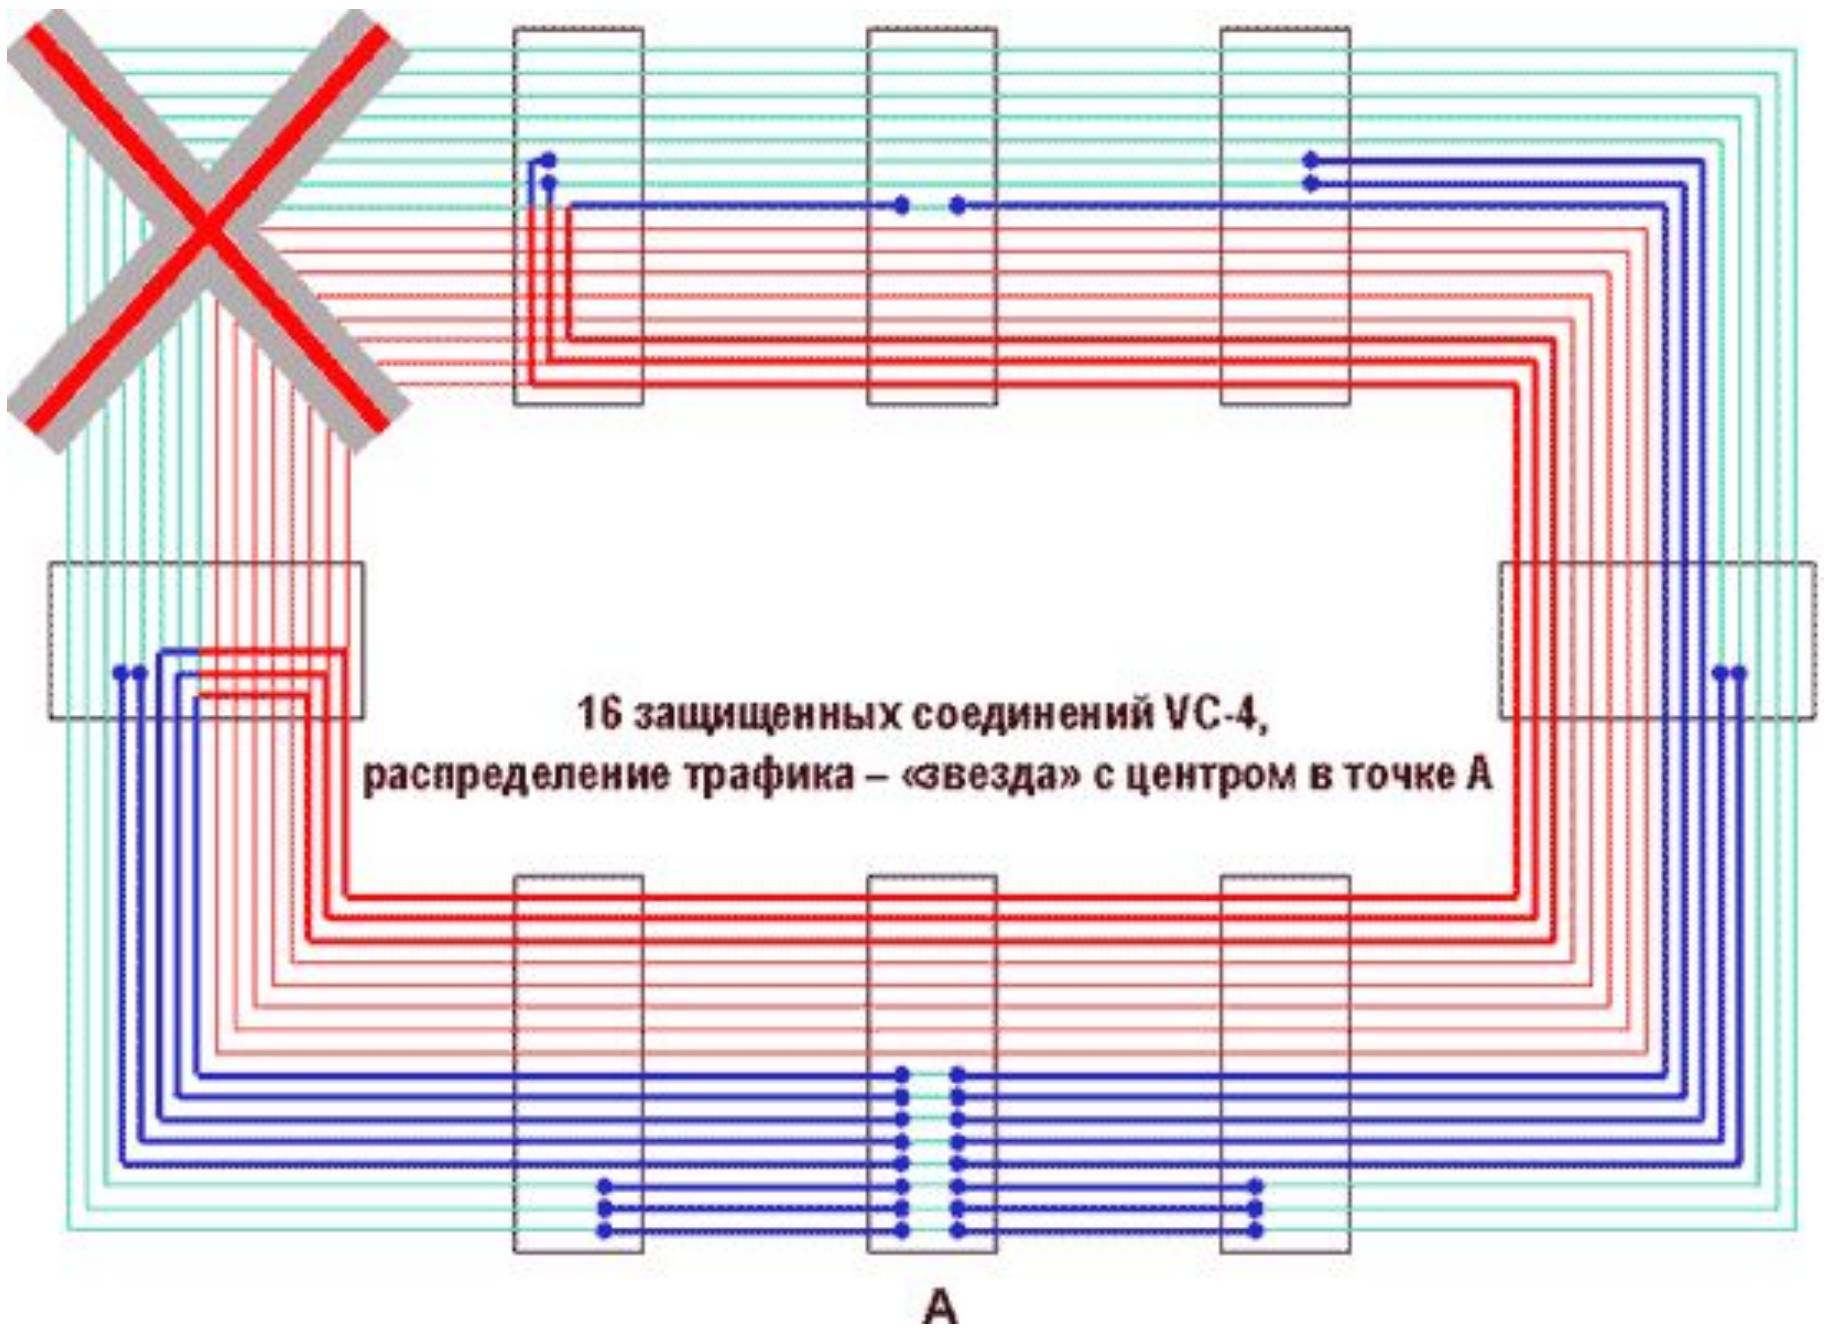 16 защищенных соединений VC-4,
распределение трафика – «звезда» с центром в точке А
А